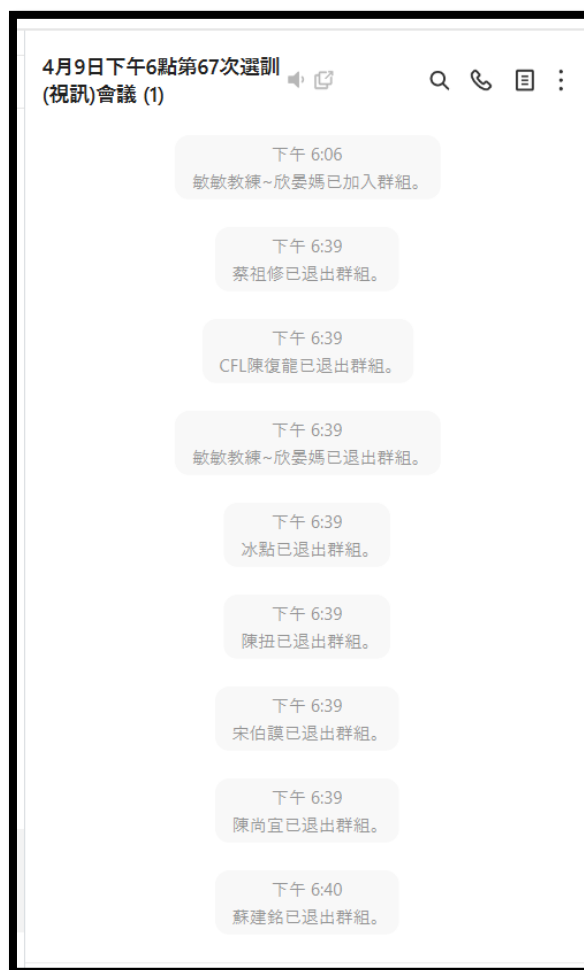 4月9日下午6點第67次選訓
(視訊)會議 (1)
下午 6:06
敏敏教練~欣晏媽已加入群組。
下午 6:39
蔡祖修已退出群組。
下午 6:39
CFL陳復龍已退出群組。
下午 6:39
敏敏教練~欣晏媽已退出群組。
下午 6:39
冰點已退出群組。
下午 6:39
陳扭已退出群組。
下午 6:39
宋伯謨已退出群組。
下午 6:39
陳尚宜已退出群組。
下午 6:40
蘇建銘已退出群組。